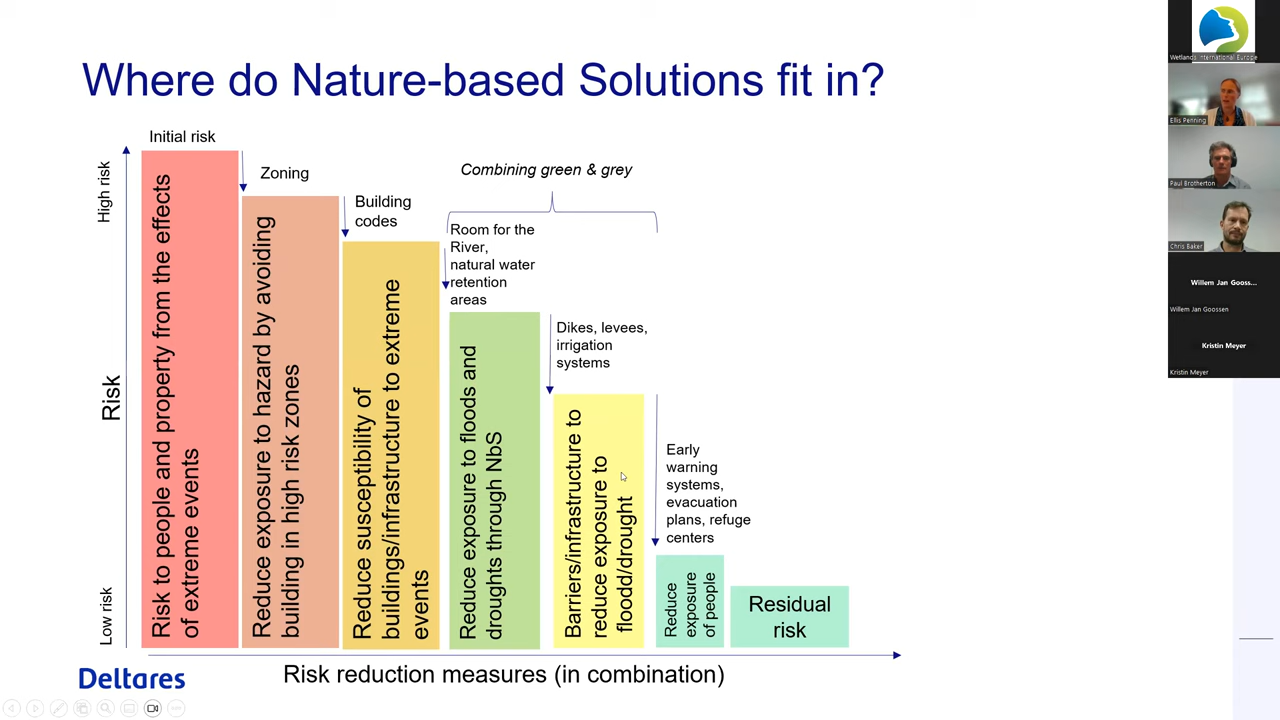 Where do Nature-based Solutions fit in?
Initial risk
Zoning
Building
codes
Combining green & grey
Room for the
River,
natural water
retention
areas
Dikes, levees,
irrigation
systems
Early
warning
systems,
evacuation
plans, refuge
centers
High risk
Risk
Low risk
Risk to people and property from the effects
of extreme events
Reduce exposure to hazard by avoiding
building in high risk zones
Reduce susceptibility of
buildings/infrastructure to extreme
events
Reduce exposure to floods and
droughts through NbS
Barriers/infrastructure to
reduce exposure to
floodd/drought
Reduce
exposure
of people
Residual
risk
Risk reduction measures (in combination)
Deltares
Wetlands International Europe
Ellis Penning
Paul Brotherton
Chris Baker
Willem Jan Gooss...
Willem Jan Goossen
Kristin Meyer
Kristin Meyer